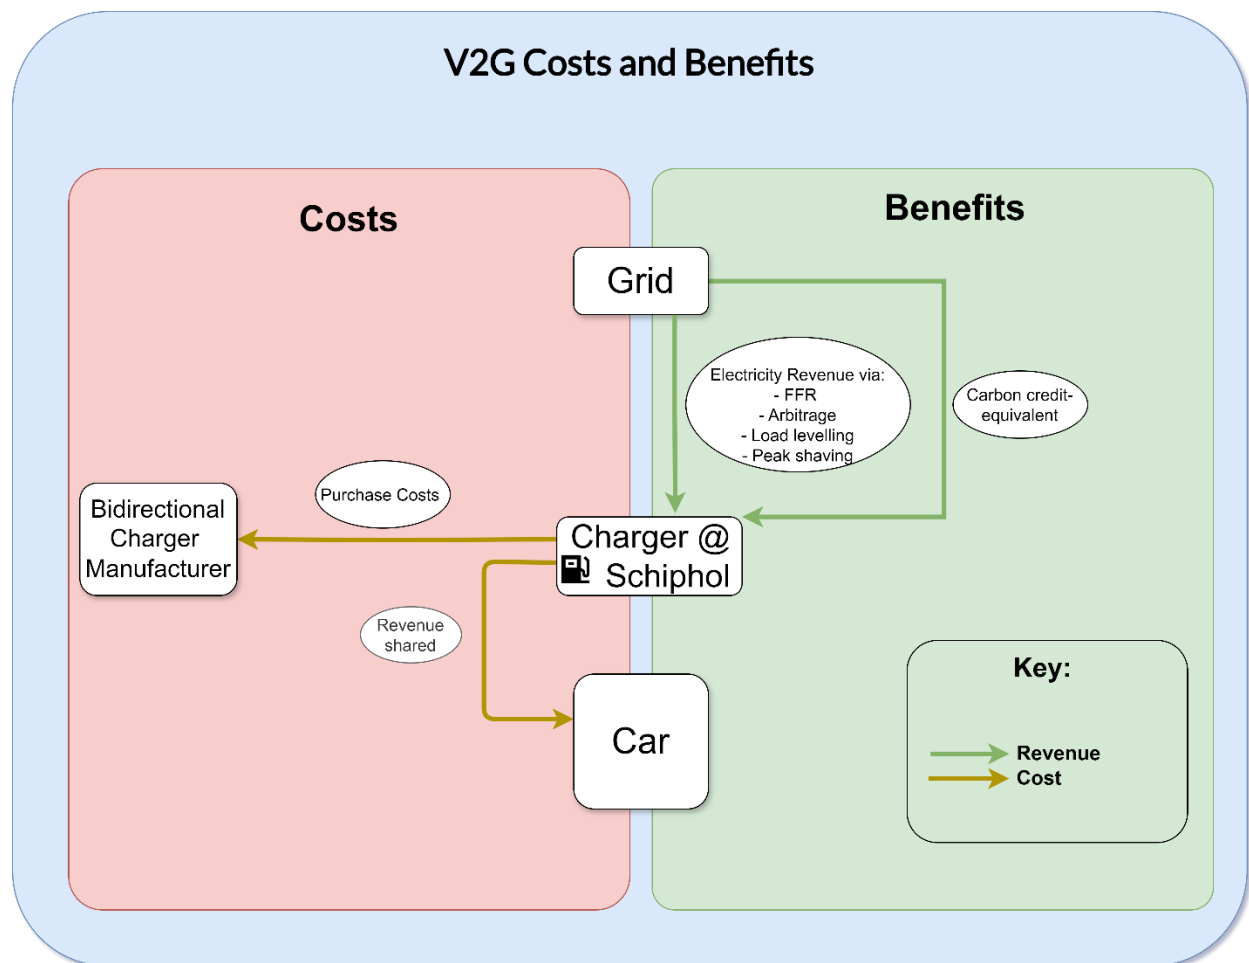 V2G Costs and Benefits
Costs
Benefits
Grid
Electricity Revenue via:
- FFR
- Arbitrage
- Load levelling
- Peak shaving
Carbon credit-
equivalent
Purchase Costs
Bidirectional
Charger
Manufacturer
Charger @
Schiphol
Revenue
shared
Car
Key:
Revenue
Cost